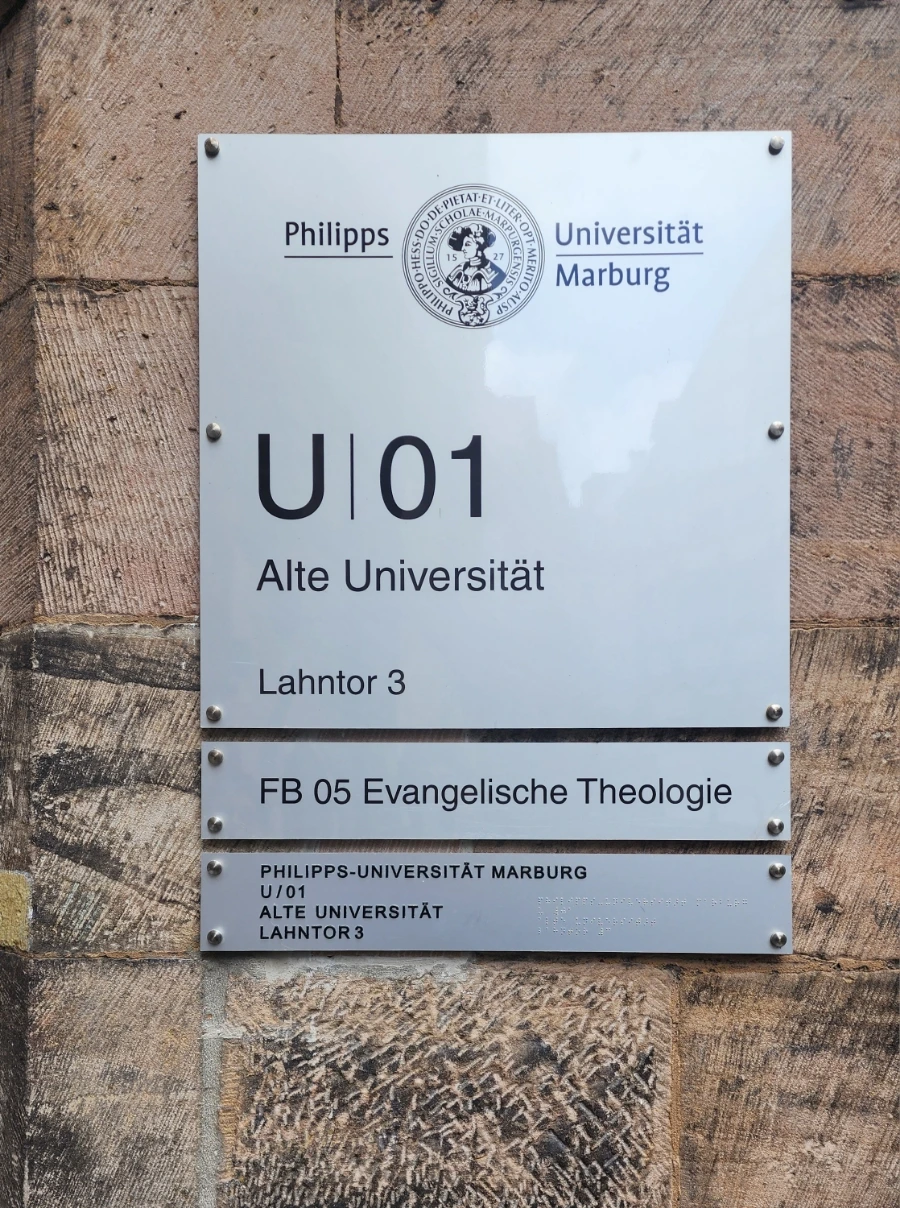 Philipps
Universität
Marburg
PHILIPPO·HESS·DO·DE·PIETAT·ET·LITER·OPT·MERITO·AUSP
SIGILLUM·SCHOLAE·MARPURGENSIS
15 27
U|01
Alte Universität
Lahntor 3
FB 05 Evangelische Theologie
PHILIPPS-UNIVERSITÄT MARBURG
U/01
ALTE UNIVERSITÄT
LAHNTOR 3